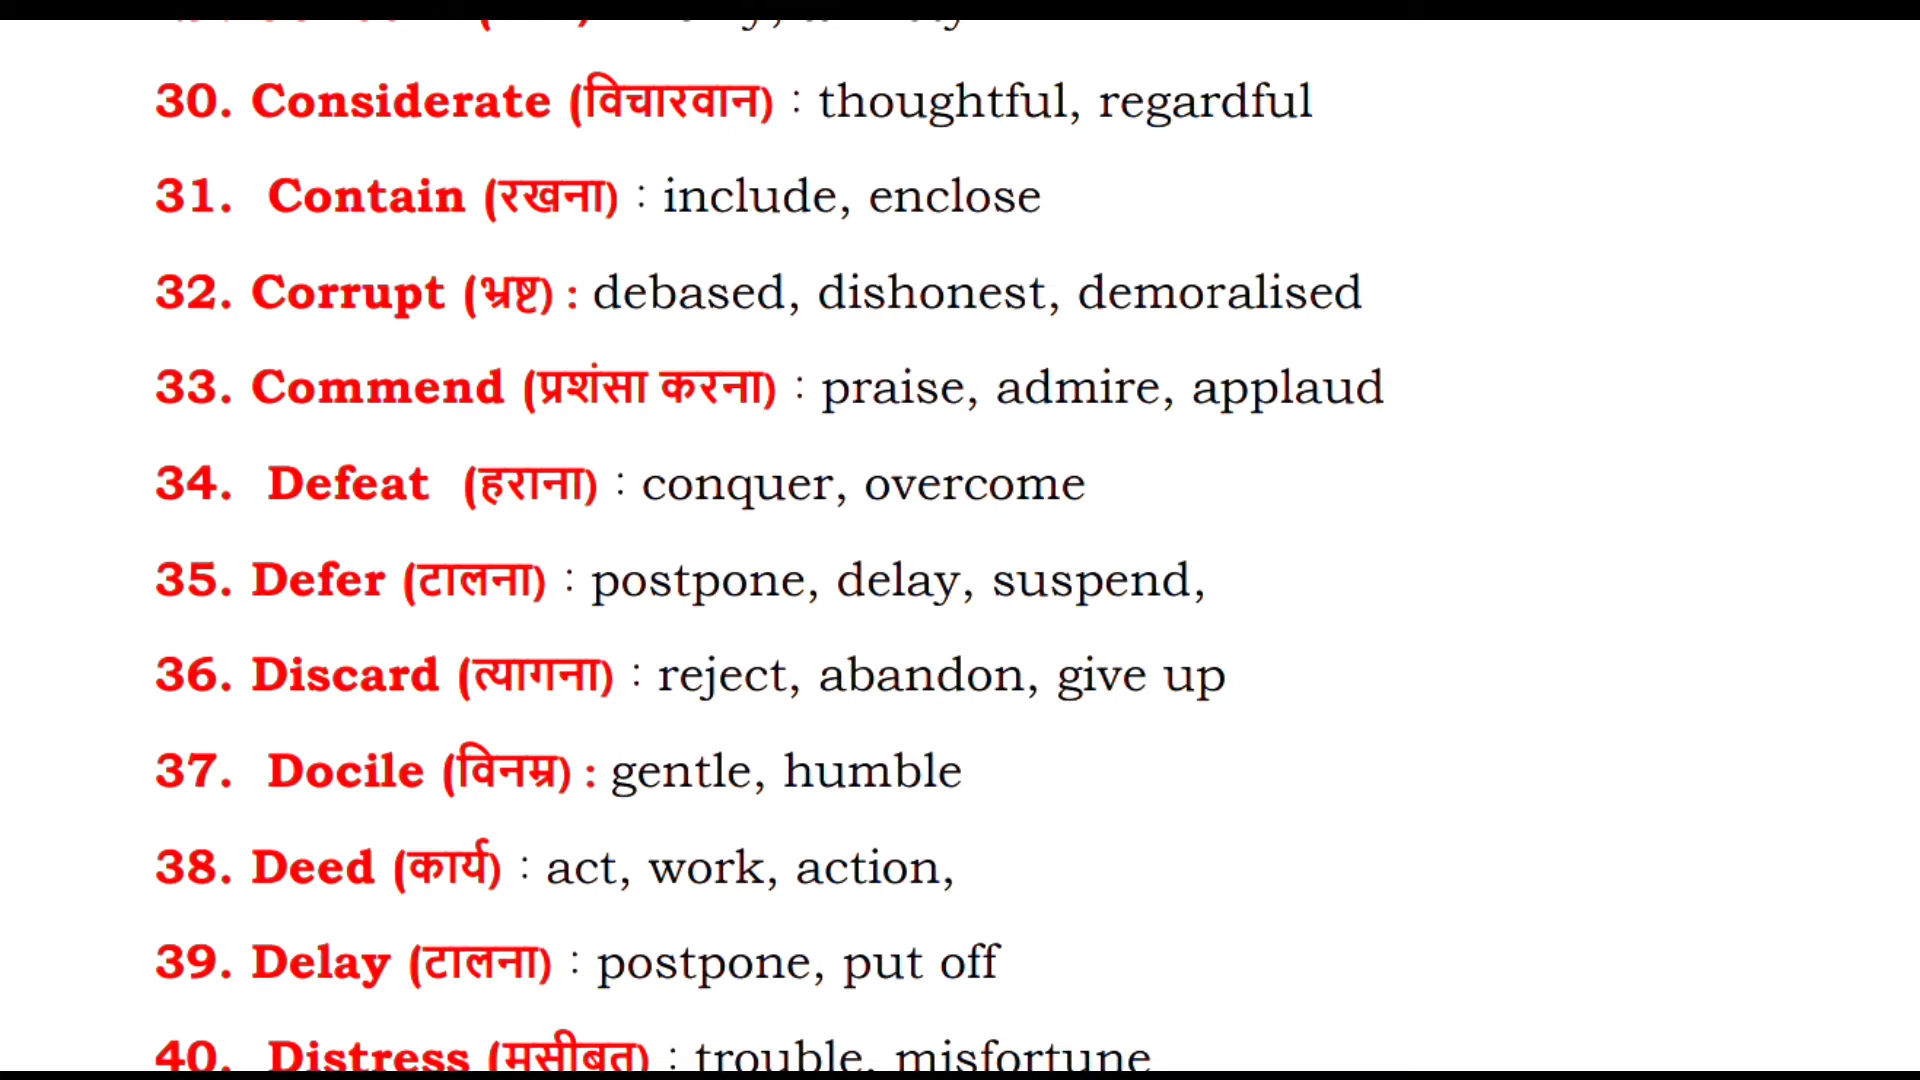 30. Considerate (विचारवान) : thoughtful, regardful
31. Contain (रखना) : include, enclose
32. Corrupt (भ्रष्ट) : debased, dishonest, demoralised
33. Commend (प्रशंसा करना) : praise, admire, applaud
34. Defeat (हराना) : conquer, overcome
35. Defer (टालना) : postpone, delay, suspend,
36. Discard (त्यागना) : reject, abandon, give up
37. Docile (विनम्र) : gentle, humble
38. Deed (कार्य) : act, work, action,
39. Delay (टालना) : postpone, put off
40. Distress (मसीबत) : trouble, misfortune